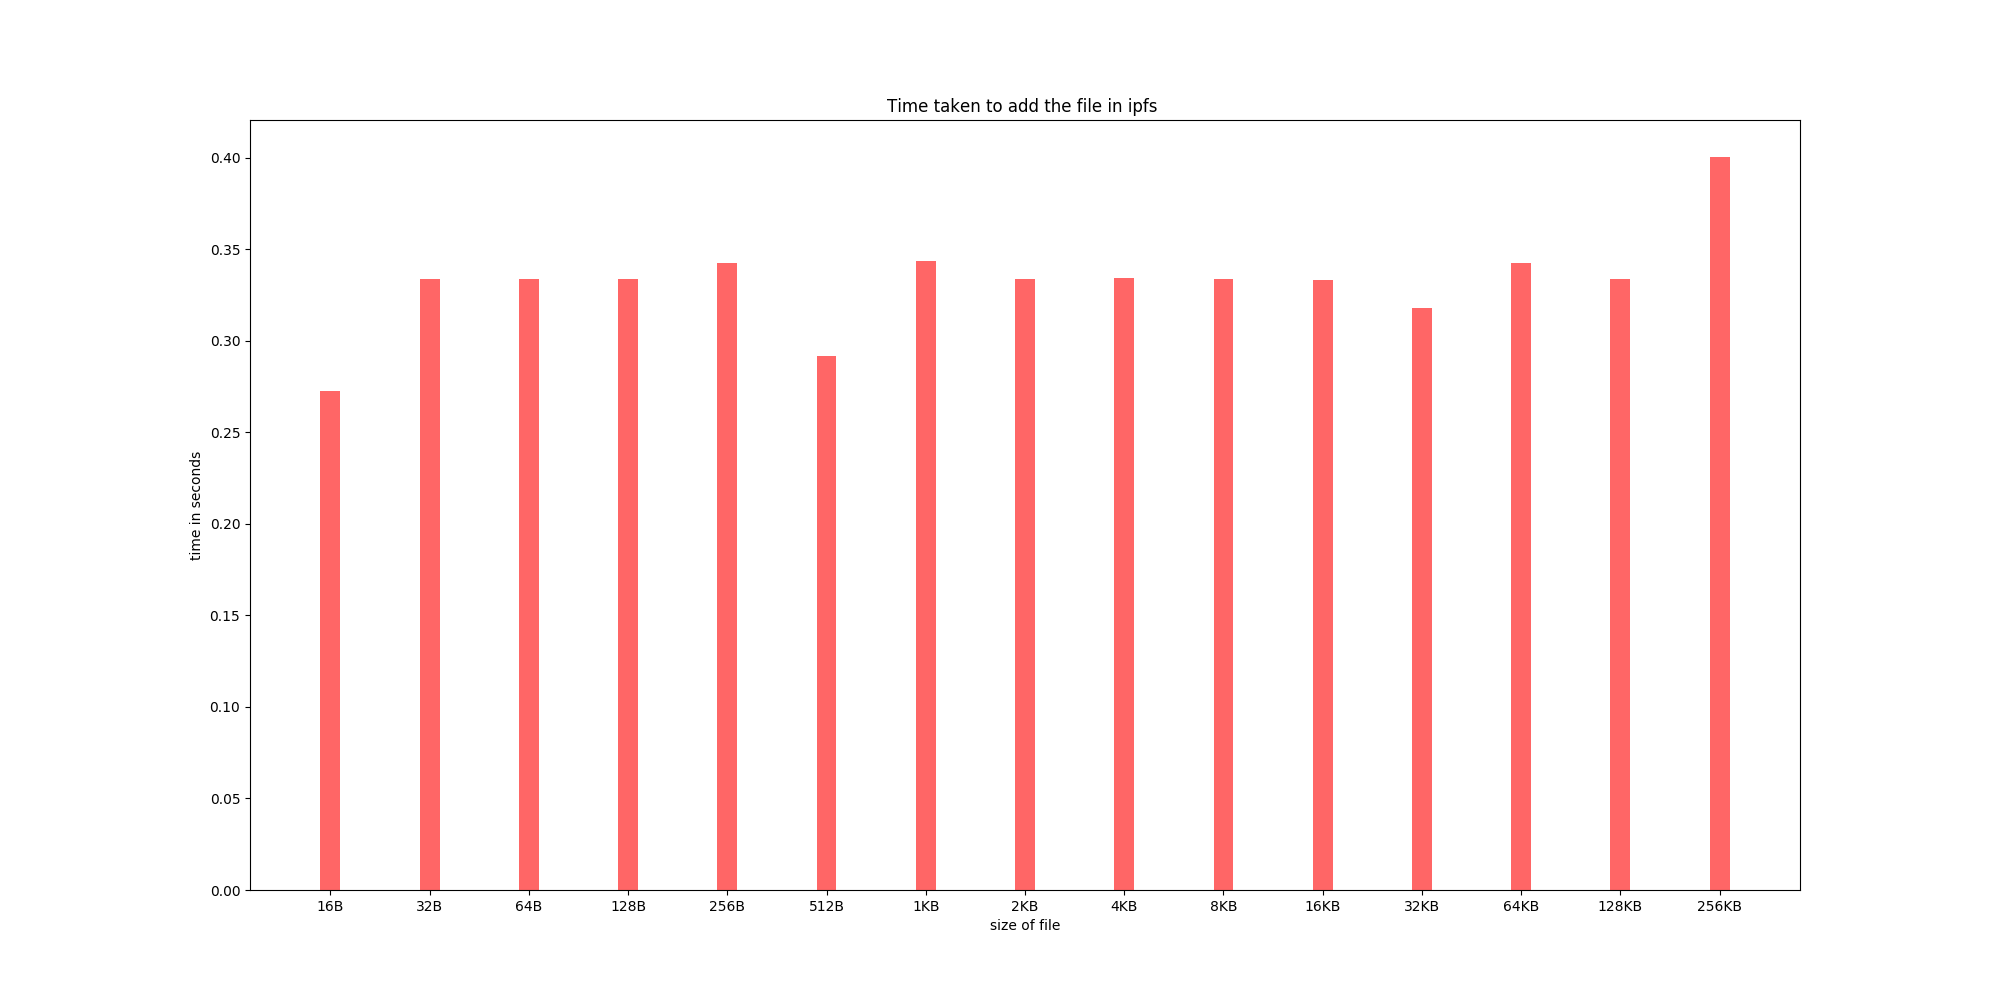 Time taken to add the file in ipfs
0.40
0.35
0.30
0.25
0.20
0.15
0.10
0.05
0.00
time in seconds
16B 32B 64B 128B 256B 512B 1KB 2KB 4KB 8KB 16KB 32KB 64KB 128KB 256KB
size of file